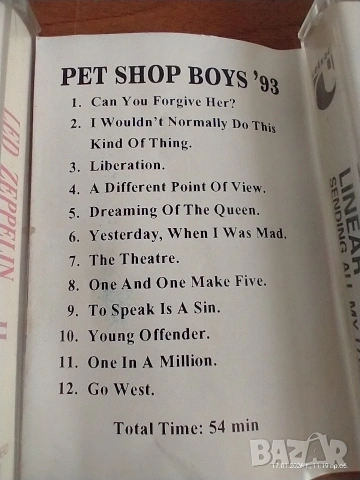 PET SHOP BOYS '93
1. Can You Forgive Her?
2. I Wouldn't Normally Do This
Kind Of Thing.
3. Liberation.
4. A Different Point Of View.
5. Dreaming Of The Queen.
6. Yesterday, When I Was Mad.
7. The Theatre.
8. One And One Make Five.
9. To Speak Is A Sin.
10. Young Offender.
11. One In A Million.
12. Go West.
Total Time: 54 min
LED ZEPPELIN II
LINEAR
SENDING ALL MY
BAZAR